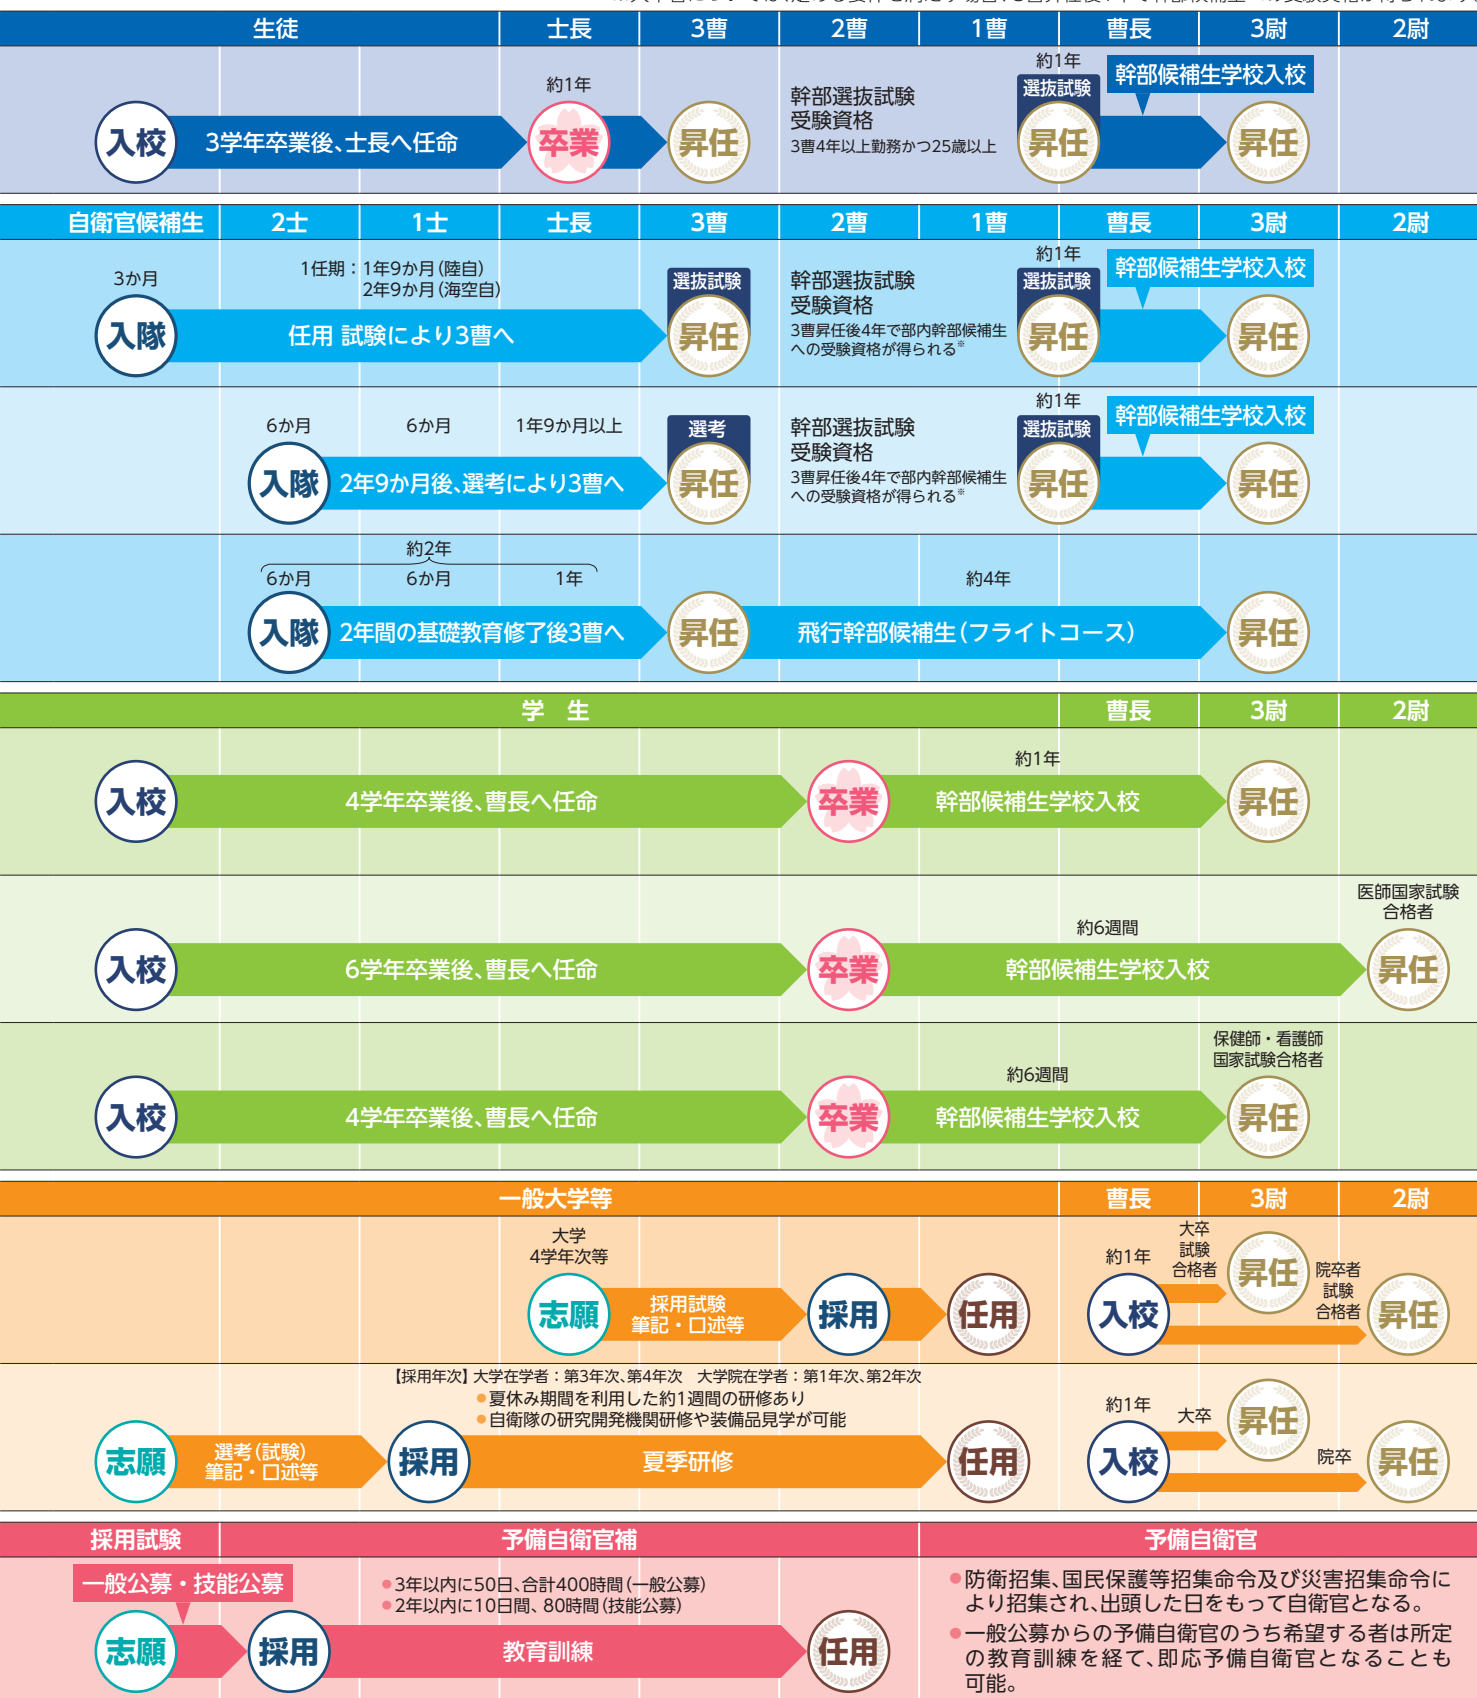 生徒 士長 3曹 2曹 1曹 曹長 3尉 2尉
約1年
約1年
選抜試験
幹部候補生学校入校
入校
3学年卒業後、士長へ任命
卒業
昇任
幹部選抜試験
受験資格
3曹4年以上勤務かつ25歳以上
昇任
昇任
自衛官候補生 2士 1士 士長 3曹 2曹 1曹 曹長 3尉 2尉
3か月
1任期：1年9か月(陸自)
2年9か月(海空自)
入隊
任用 試験により3曹へ
選抜試験
昇任
幹部選抜試験
受験資格
3曹昇任後4年で部内幹部候補生
への受験資格が得られる※
約1年
選抜試験
昇任
幹部候補生学校入校
昇任
6か月
6か月
1年9か月以上
入隊
2年9か月後、選考により3曹へ
選考
昇任
幹部選抜試験
受験資格
3曹昇任後4年で部内幹部候補生
への受験資格が得られる※
約1年
選抜試験
昇任
幹部候補生学校入校
昇任
約2年
6か月
6か月
1年
入隊
2年間の基礎教育修了後3曹へ
昇任
約4年
飛行幹部候補生(フライトコース)
昇任
学 生 曹長 3尉 2尉
入校
4学年卒業後、曹長へ任命
卒業
約1年
幹部候補生学校入校
昇任
入校
6学年卒業後、曹長へ任命
卒業
約6週間
幹部候補生学校入校
医師国家試験
合格者
昇任
入校
4学年卒業後、曹長へ任命
卒業
約6週間
幹部候補生学校入校
保健師・看護師
国家試験合格者
昇任
一般大学等 曹長 3尉 2尉
大学
4学年次等
志願
採用試験
筆記・口述等
採用
任用
約1年
入校
大卒
試験
合格者
昇任
院卒者
試験
合格者
昇任
【採用年次】大学在学者：第3年次、第4年次 大学院在学者：第1年次、第2年次
●夏休み期間を利用した約1週間の研修あり
●自衛隊の研究開発機関研修や装備品見学が可能
志願
選考(試験)
筆記・口述等
採用
夏季研修
任用
約1年
入校
大卒
昇任
院卒
昇任
採用試験 予備自衛官補 予備自衛官
一般公募・技能公募
志願
採用
●3年以内に50日、合計400時間(一般公募)
●2年以内に10日間、80時間(技能公募)
教育訓練
任用
●防衛招集、国民保護等招集命令及び災害招集命令に
より招集され、出頭した日をもって自衛官となる。
●一般公募からの予備自衛官のうち希望する者は所定
の教育訓練を経て、即応予備自衛官となることも
可能。